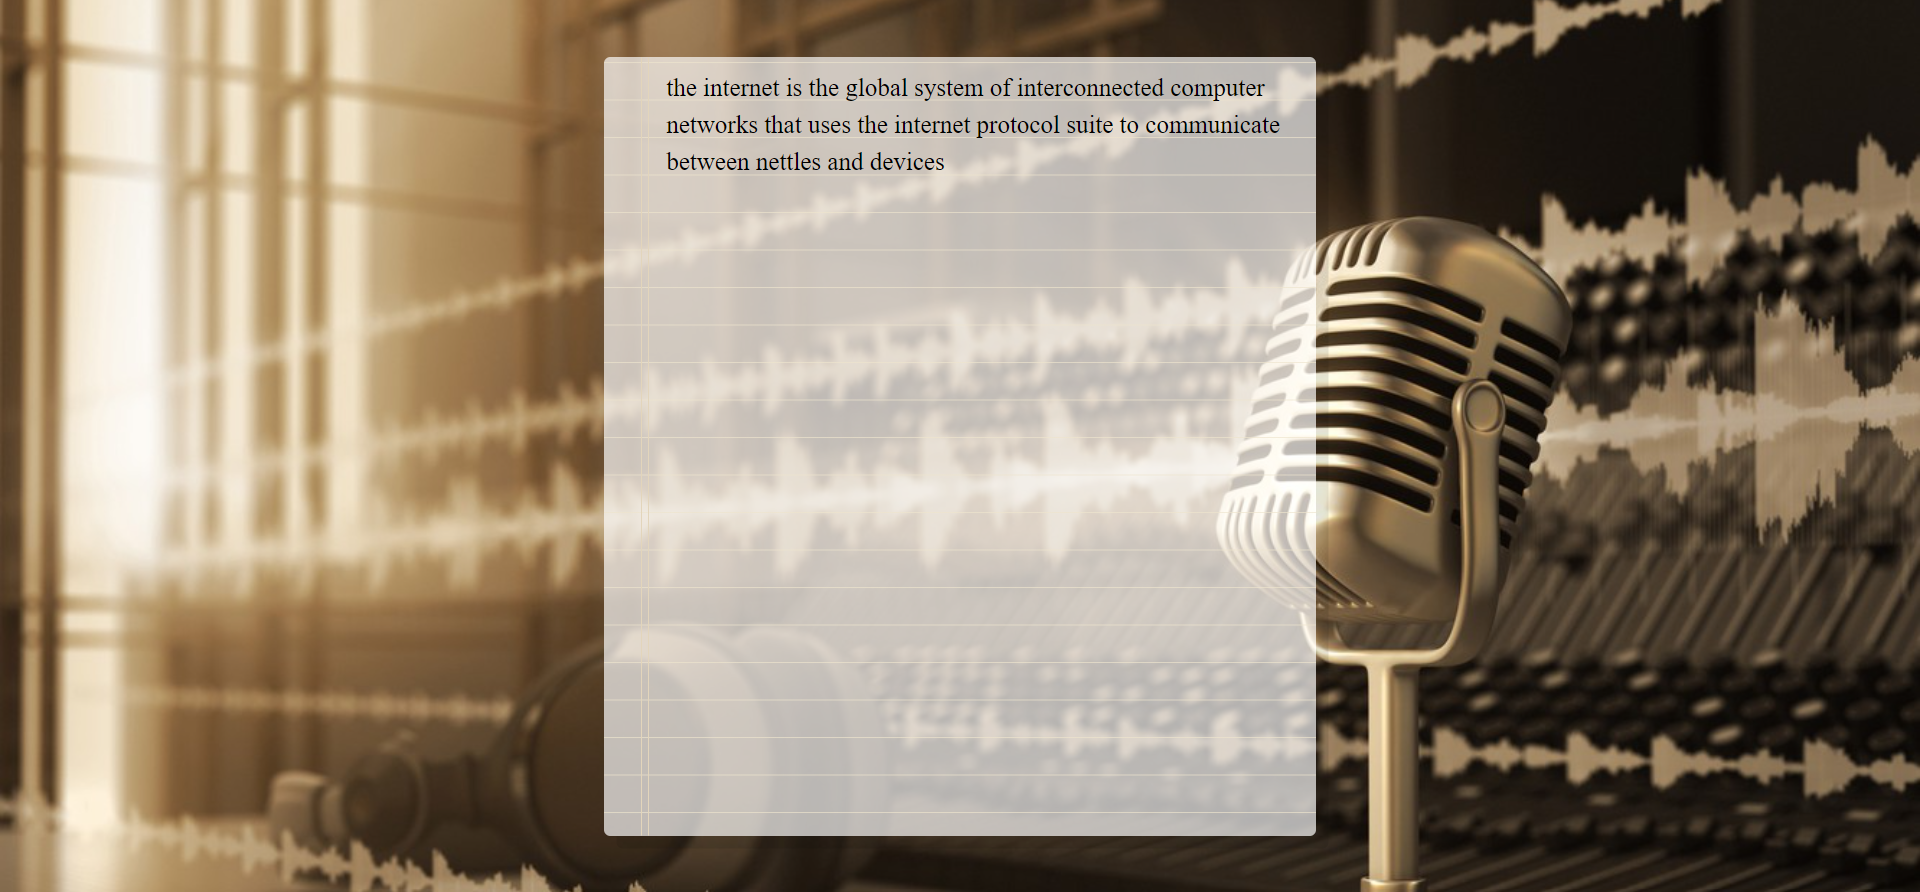 the internet is the global system of interconnected computer
networks that uses the internet protocol suite to communicate
between nettles and devices